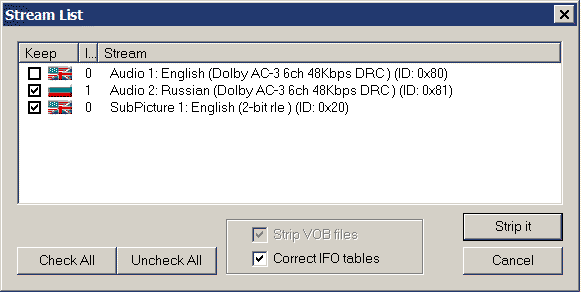 Stream List
Keep I... Stream
0 Audio 1: English (Dolby AC-3 6ch 48Kbps DRC ) (ID: 0x80)
1 Audio 2: Russian (Dolby AC-3 6ch 48Kbps DRC ) (ID: 0x81)
0 SubPicture 1: English (2-bit rle ) (ID: 0x20)
Strip VOB files
Strip it
Check All Uncheck All Correct IFO tables Cancel